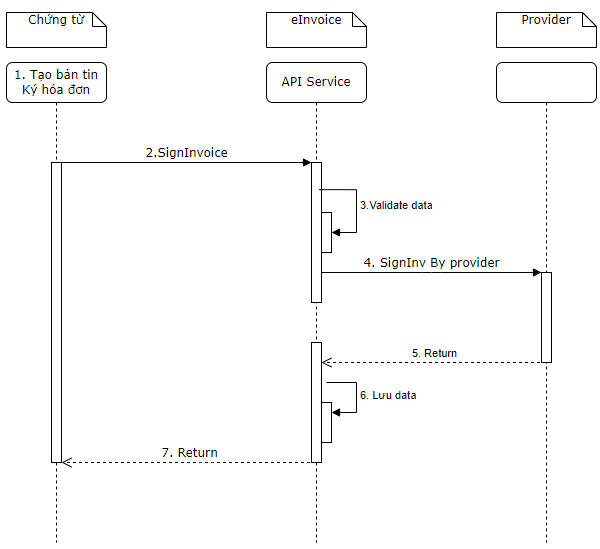 Chứng từ
eInvoice
Provider
1. Tạo bản tin
Ký hóa đơn
API Service
2.SignInvoice
3.Validate data
4. SignInv By provider
5. Return
6. Lưu data
7. Return